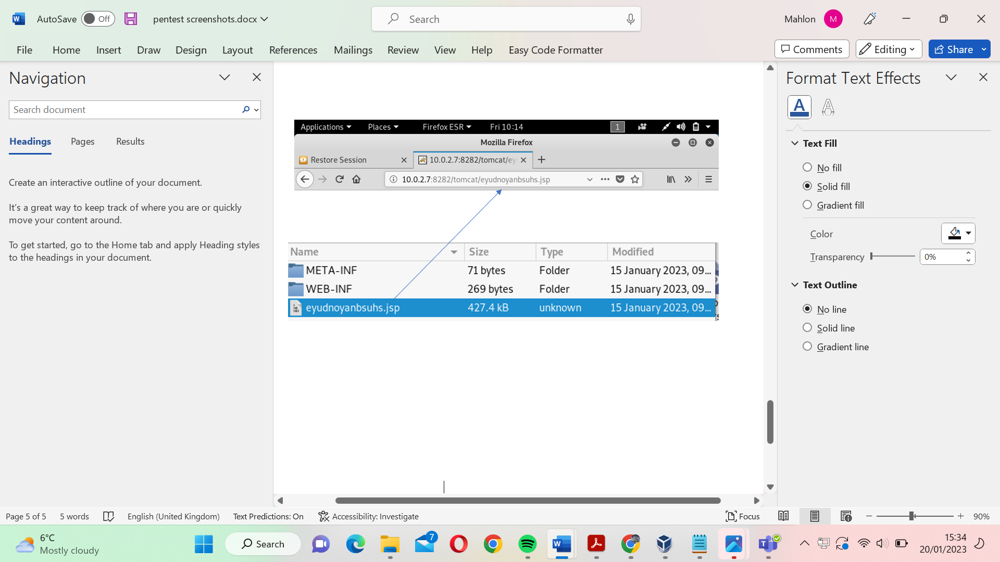 AutoSave Off pentest screenshots.docx Search Mahlon M
File Home Insert Draw Design Layout References Mailings Review View Help Easy Code Formatter Comments Editing Share
Navigation
Search document
Headings Pages Results
Create an interactive outline of your document.
It's a great way to keep track of where you are or quickly
move your content around.
To get started, go to the Home tab and apply Heading styles
to the headings in your document.
Applications Places Firefox ESR Fri 10:14 1
Mozilla Firefox
Restore Session 10.0.2.7:8282/tomcat/ey
10.0.2.7:8282/tomcat/eyudnoyanbsuhs.jsp
Name Size Type Modified
META-INF 71 bytes Folder 15 January 2023, 09...
WEB-INF 269 bytes Folder 15 January 2023, 09...
eyudnoyanbsuhs.jsp 427.4 kB unknown 15 January 2023, 09...
Format Text Effects
A A
Text Fill
No fill
Solid fill
Gradient fill
Color
Transparency 0%
Text Outline
No line
Solid line
Gradient line
Page 5 of 5 5 words English (United Kingdom) Text Predictions: On Accessibility: Investigate Focus 90%
6°C
Mostly cloudy
Search
7
15:34
20/01/2023